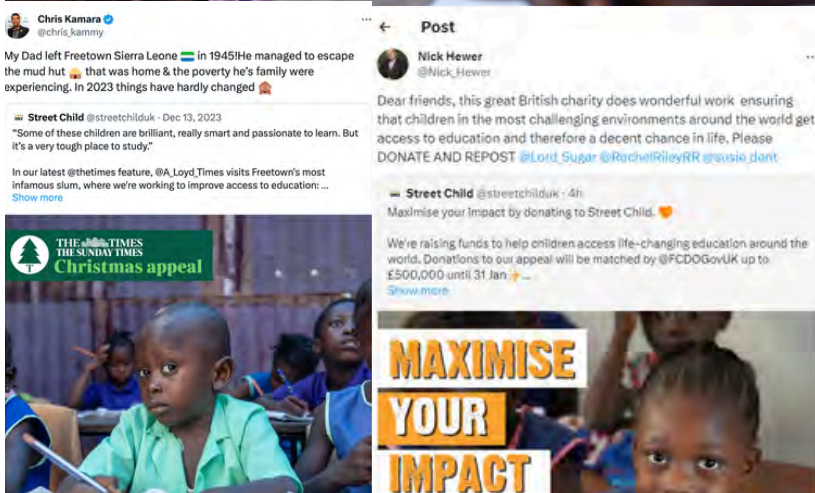 Chris Kamara
@chris_kammy
My Dad left Freetown Sierra Leone 🇸🇱 in 1945!He managed to escape
the mud hut 🛖 that was home & the poverty he's family were
experiencing. In 2023 things have hardly changed 🙈
Street Child @streetchilduk · Dec 13, 2023
"Some of these children are brilliant, really smart and passionate to learn. But
it's a very tough place to study."
In our latest @thetimes feature, @A_Loyd_Times visits Freetown's most
infamous slum, where we're working to improve access to education: ...
Show more
THE TIMES
THE SUNDAY TIMES
Christmas appeal
T
Post
Nick Hewer
@Nick_Hewer
Dear friends, this great British charity does wonderful work ensuring
that children in the most challenging environments around the world get
access to education and therefore a decent chance in life. Please
DONATE AND REPOST @Lord_Sugar @RachelRileyRR @susie_dent
Street Child @streetchilduk · 4h
Maximise your impact by donating to Street Child. 🧡
We're raising funds to help children access life-changing education around the
world. Donations to our appeal will be matched by @FCDOGovUK up to
£500,000 until 31 Jan ✨...
Show more
MAXIMISE
YOUR
IMPACT